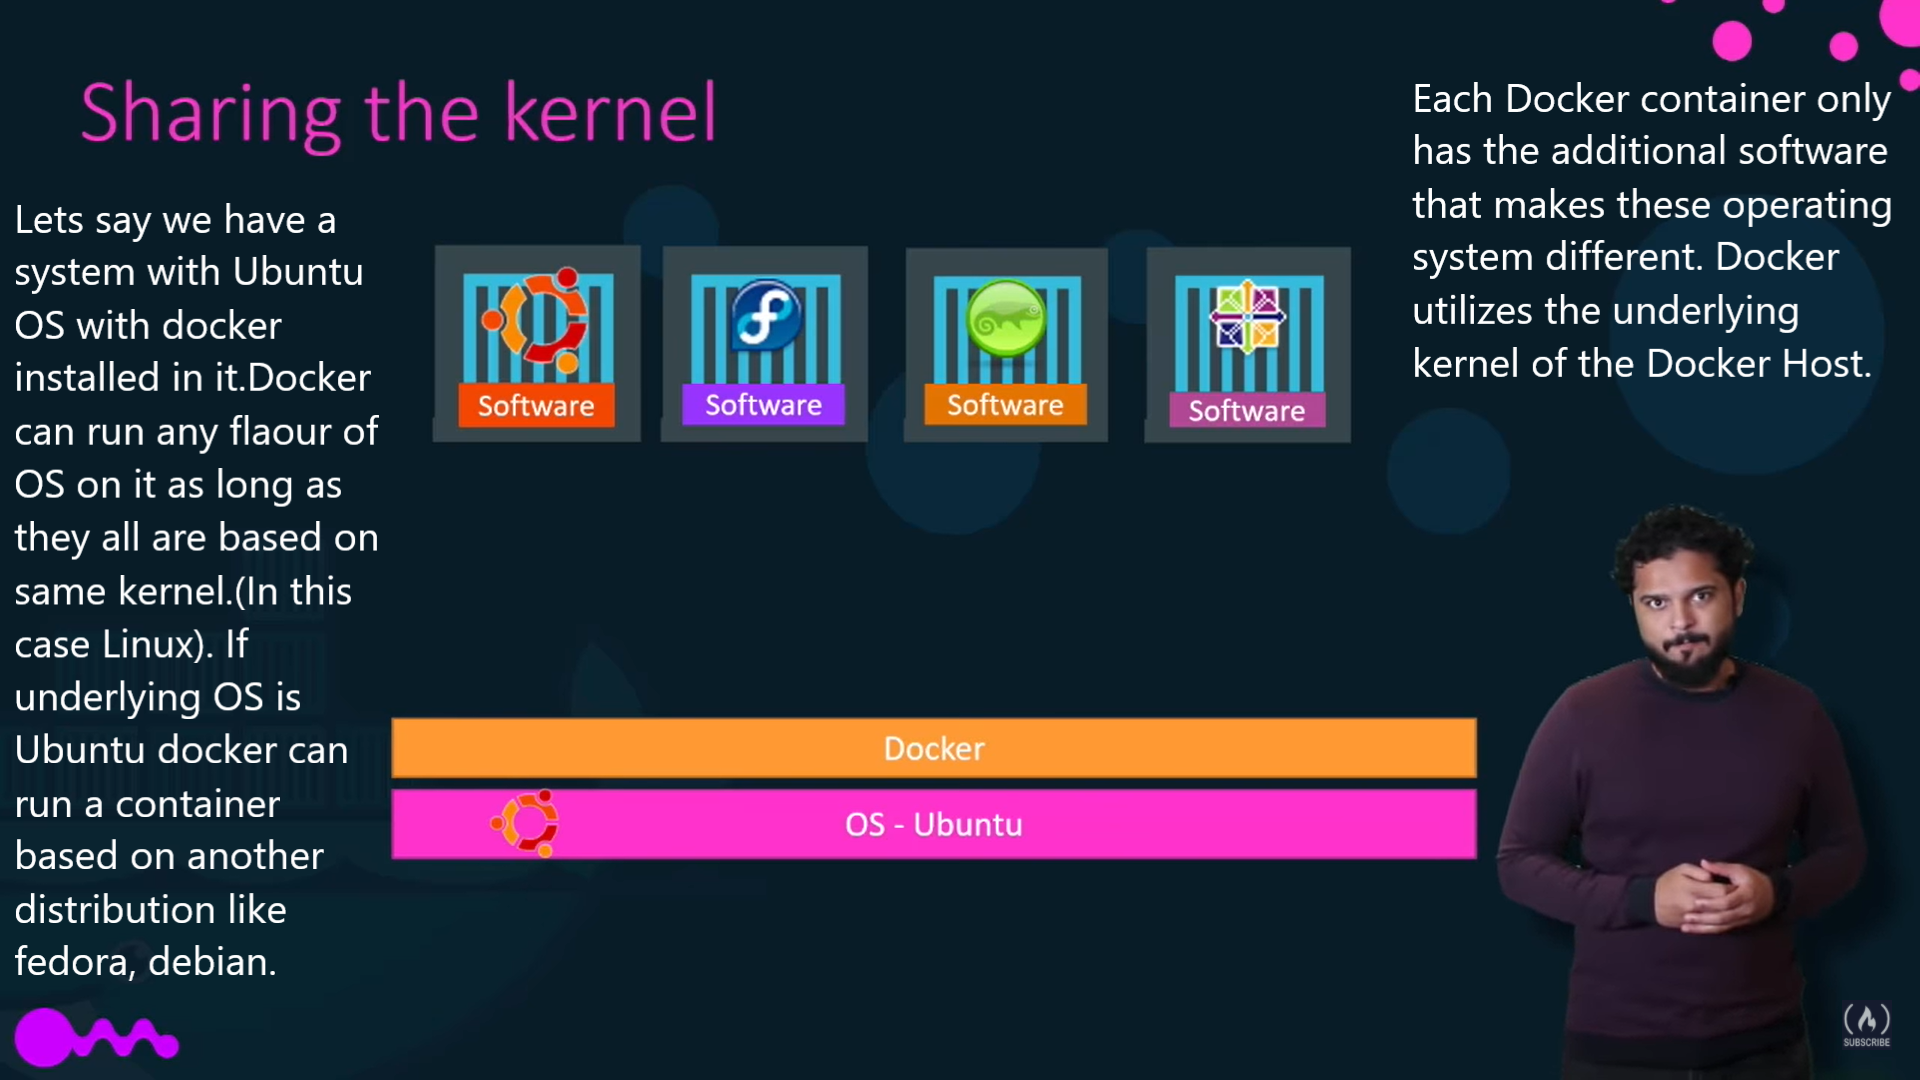 Sharing the kernel
Lets say we have a
system with Ubuntu
OS with docker
installed in it.Docker
can run any flaour of
OS on it as long as
they all are based on
same kernel.(In this
case Linux). If
underlying OS is
Ubuntu docker can
run a container
based on another
distribution like
fedora, debian.
Software
Software
Software
Software
Docker
OS - Ubuntu
Each Docker container only
has the additional software
that makes these operating
system different. Docker
utilizes the underlying
kernel of the Docker Host.
SUBSCRIBE